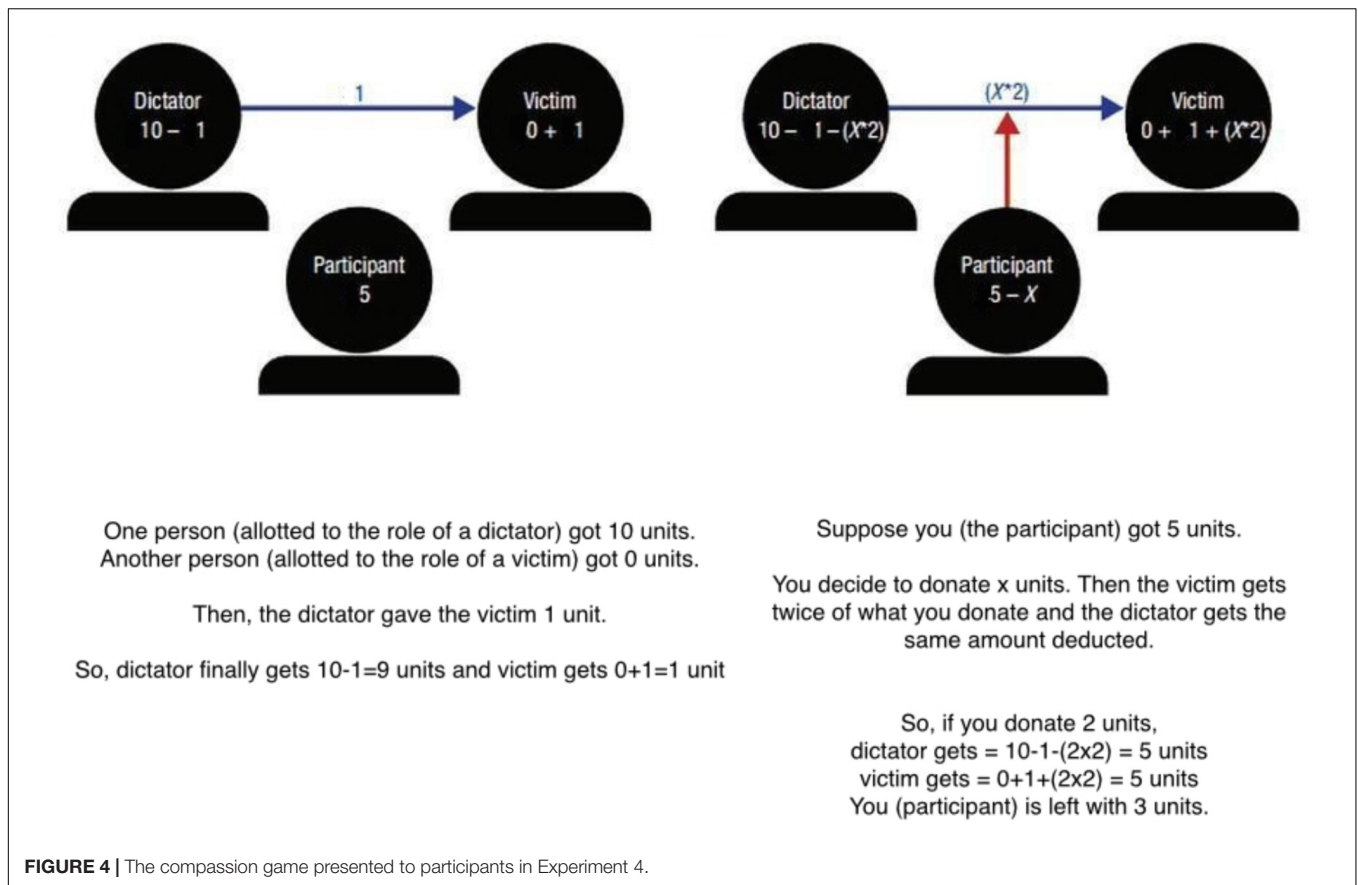 Dictator
10 – 1
1
Victim
0 + 1
Participant
5
Dictator
10 – 1 – (X*2)
(X*2)
Victim
0 + 1 + (X*2)
Participant
5 – X
One person (allotted to the role of a dictator) got 10 units.
Another person (allotted to the role of a victim) got 0 units.
Then, the dictator gave the victim 1 unit.
So, dictator finally gets 10-1=9 units and victim gets 0+1=1 unit
Suppose you (the participant) got 5 units.
You decide to donate x units. Then the victim gets
twice of what you donate and the dictator gets the
same amount deducted.
So, if you donate 2 units,
dictator gets = 10-1-(2x2) = 5 units
victim gets = 0+1+(2x2) = 5 units
You (participant) is left with 3 units.
FIGURE 4 | The compassion game presented to participants in Experiment 4.